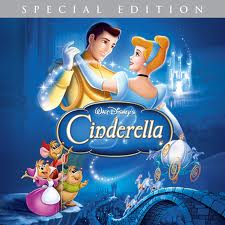 SPECIAL EDITION
WALT DISNEY'S
Cinderella